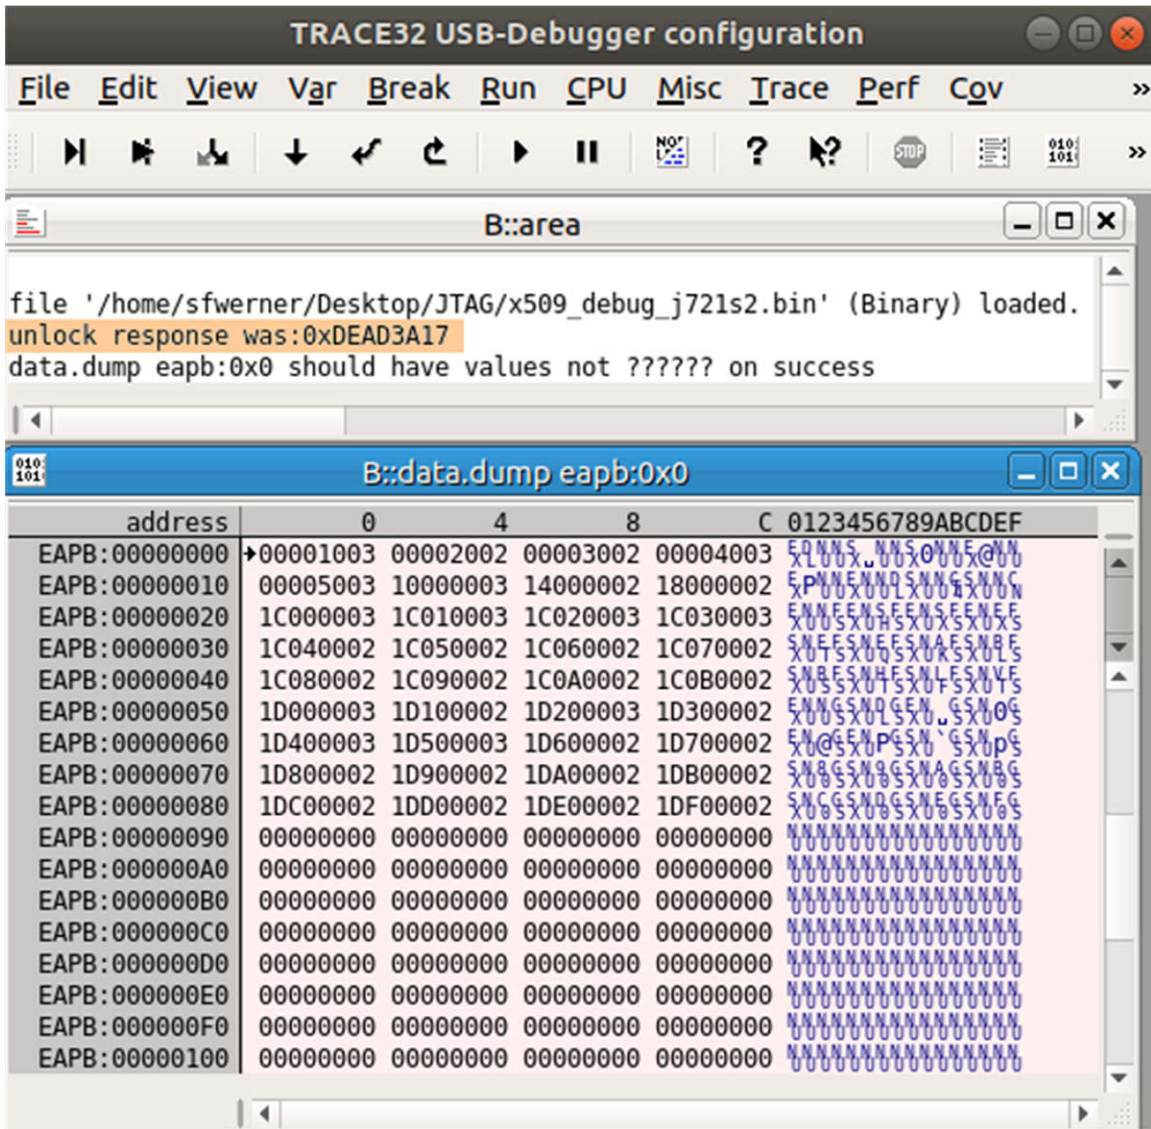 TRACE32 USB-Debugger configuration
File Edit View Var Break Run CPU Misc Trace Perf Cov »
NOP ? ? STOP 010 101 »
B::area
file '/home/sfwerner/Desktop/JTAG/x509_debug_j721s2.bin' (Binary) loaded.
unlock response was:0xDEAD3A17
data.dump eapb:0x0 should have values not ?????? on success
010 101
B::data.dump eapb:0x0
address 0 4 8 C 0123456789ABCDEF
EAPB:00000000 00001003 00002002 00003002 00004003
EAPB:00000010 00005003 10000003 14000002 18000002
EAPB:00000020 1C000003 1C010003 1C020003 1C030003
EAPB:00000030 1C040002 1C050002 1C060002 1C070002
EAPB:00000040 1C080002 1C090002 1C0A0002 1C0B0002
EAPB:00000050 1D000003 1D100002 1D200003 1D300002
EAPB:00000060 1D400003 1D500003 1D600002 1D700002
EAPB:00000070 1D800002 1D900002 1DA00002 1DB00002
EAPB:00000080 1DC00002 1DD00002 1DE00002 1DF00002
EAPB:00000090 00000000 00000000 00000000 00000000
EAPB:000000A0 00000000 00000000 00000000 00000000
EAPB:000000B0 00000000 00000000 00000000 00000000
EAPB:000000C0 00000000 00000000 00000000 00000000
EAPB:000000D0 00000000 00000000 00000000 00000000
EAPB:000000E0 00000000 00000000 00000000 00000000
EAPB:000000F0 00000000 00000000 00000000 00000000
EAPB:00000100 00000000 00000000 00000000 00000000